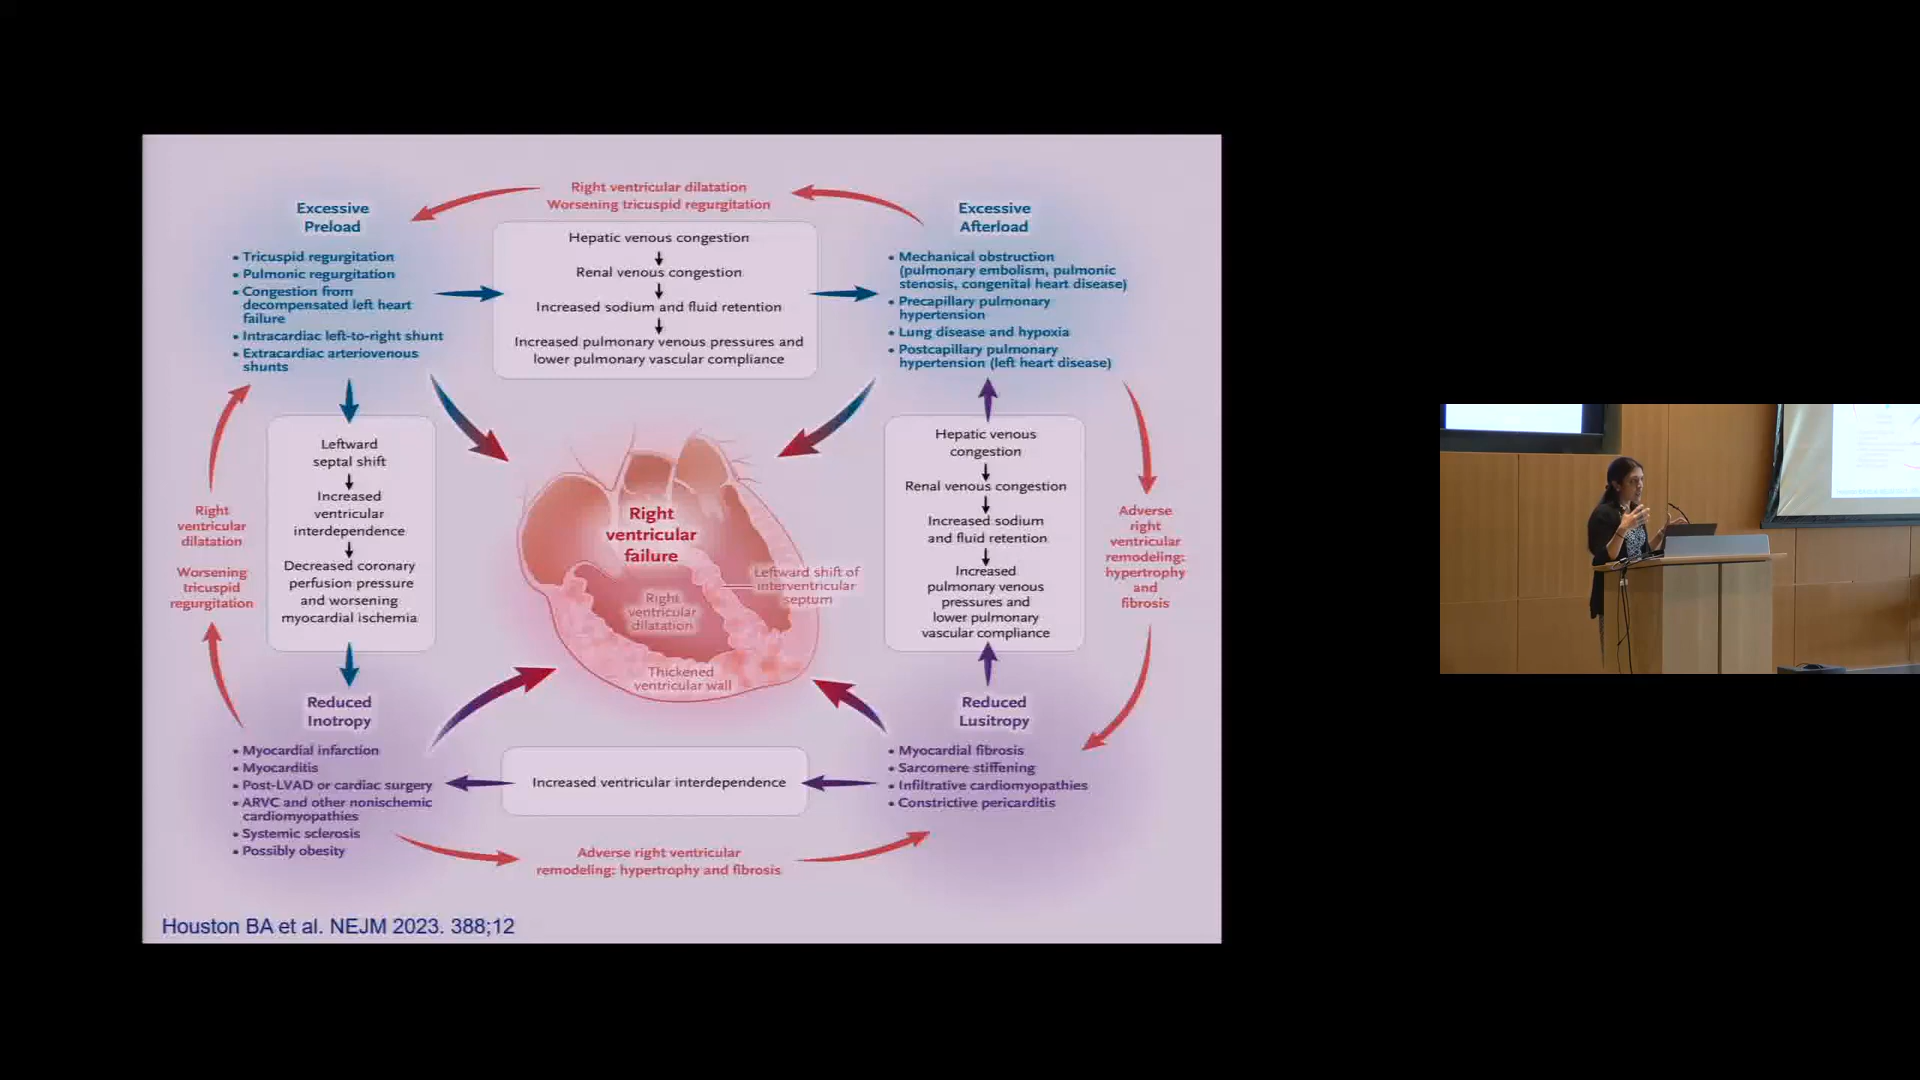 Right ventricular dilatation
Worsening tricuspid regurgitation
Excessive
Preload
• Tricuspid regurgitation
• Pulmonic regurgitation
• Congestion from
decompensated left heart
failure
• Intracardiac left-to-right shunt
• Extracardiac arteriovenous
shunts
Hepatic venous congestion
Renal venous congestion
Increased sodium and fluid retention
Increased pulmonary venous pressures and
lower pulmonary vascular compliance
Excessive
Afterload
• Mechanical obstruction
(pulmonary embolism, pulmonic
stenosis, congenital heart disease)
• Precapillary pulmonary
hypertension
• Lung disease and hypoxia
• Postcapillary pulmonary
hypertension (left heart disease)
Right
ventricular
dilatation
Worsening
tricuspid
regurgitation
Leftward
septal shift
Increased
ventricular
interdependence
Decreased coronary
perfusion pressure
and worsening
myocardial ischemia
Right
ventricular
failure
Leftward shift of
interventricular
septum
Right
ventricular
dilatation
Thickened
ventricular wall
Hepatic venous
congestion
Renal venous congestion
Increased sodium
and fluid retention
Increased
pulmonary venous
pressures and
lower pulmonary
vascular compliance
Adverse
right
ventricular
remodeling:
hypertrophy
and
fibrosis
Reduced
Inotropy
• Myocardial infarction
• Myocarditis
• Post-LVAD or cardiac surgery
• ARVC and other nonischemic
cardiomyopathies
• Systemic sclerosis
• Possibly obesity
Increased ventricular interdependence
Reduced
Lusitropy
• Myocardial fibrosis
• Sarcomere stiffening
• Infiltrative cardiomyopathies
• Constrictive pericarditis
Adverse right ventricular
remodeling: hypertrophy and fibrosis
Houston BA et al. NEJM 2023. 388;12